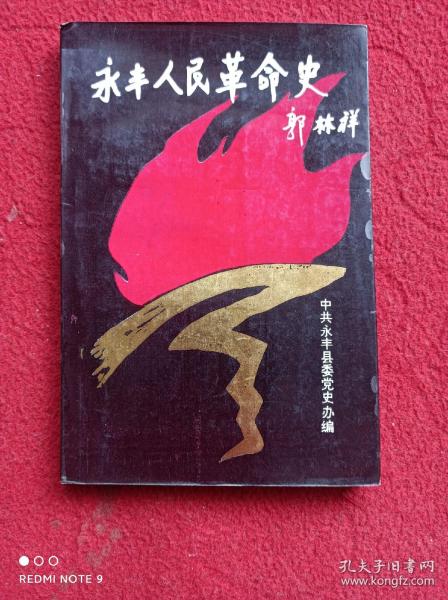 永丰人民革命史
郭林祥
中共永丰县委党史办编
REDMI NOTE 9
孔夫子旧书网
www.kongfz.com